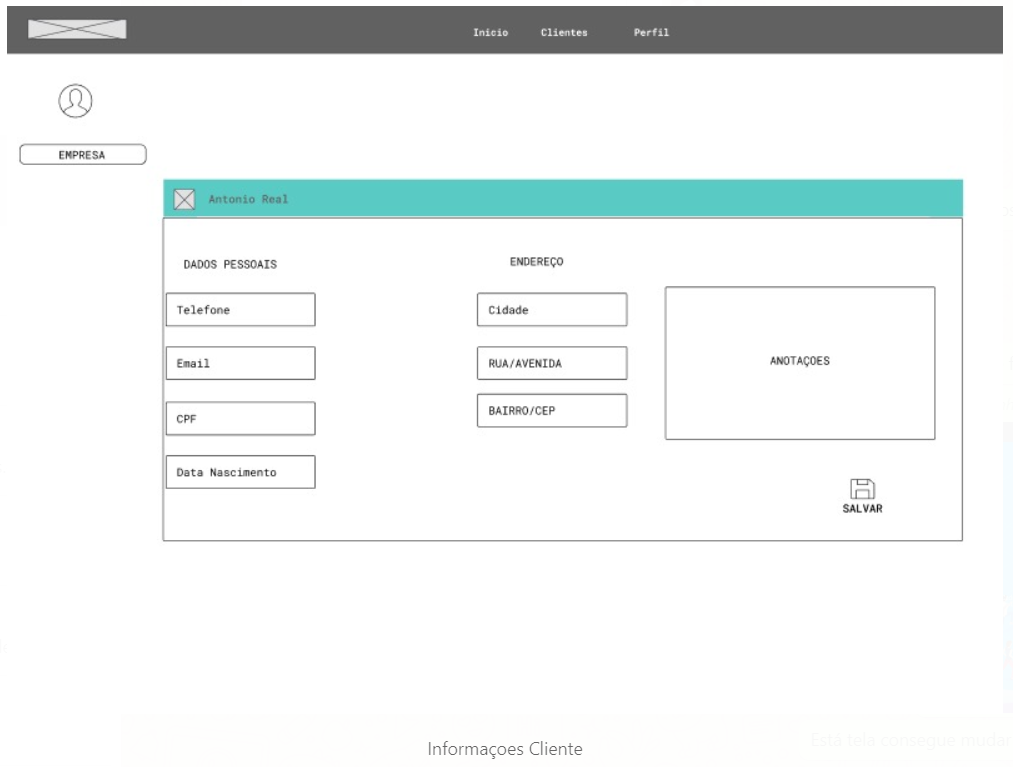 Início Clientes Perfil
EMPRESA
Antonio Real
DADOS PESSOAIS
ENDEREÇO
Telefone
Cidade
Email
RUA/AVENIDA
ANOTAÇOES
CPF
BAIRRO/CEP
Data Nascimento
SALVAR
Esta tela consegue mudar
Informaçoes Cliente